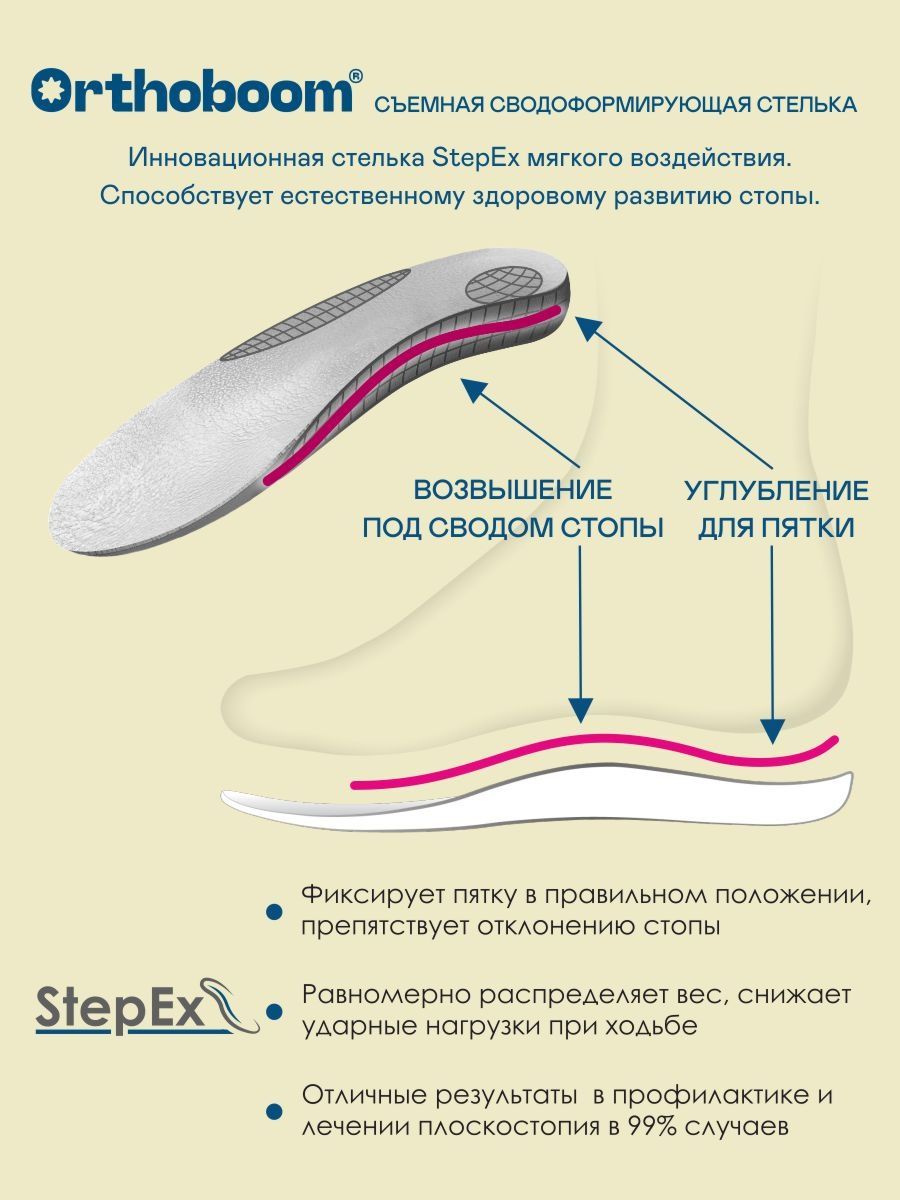 Orthoboom® СЪЕМНАЯ СВОДОФОРМИРУЮЩАЯ СТЕЛЬКА
Инновационная стелька StepEx мягкого воздействия.
Способствует естественному здоровому развитию стопы.
ВОЗВЫШЕНИЕ
ПОД СВОДОМ СТОПЫ
УГЛУБЛЕНИЕ
ДЛЯ ПЯТКИ
Фиксирует пятку в правильном положении,
препятствует отклонению стопы
StepEx
Равномерно распределяет вес, снижает
ударные нагрузки при ходьбе
Отличные результаты в профилактике и
лечении плоскостопия в 99% случаев